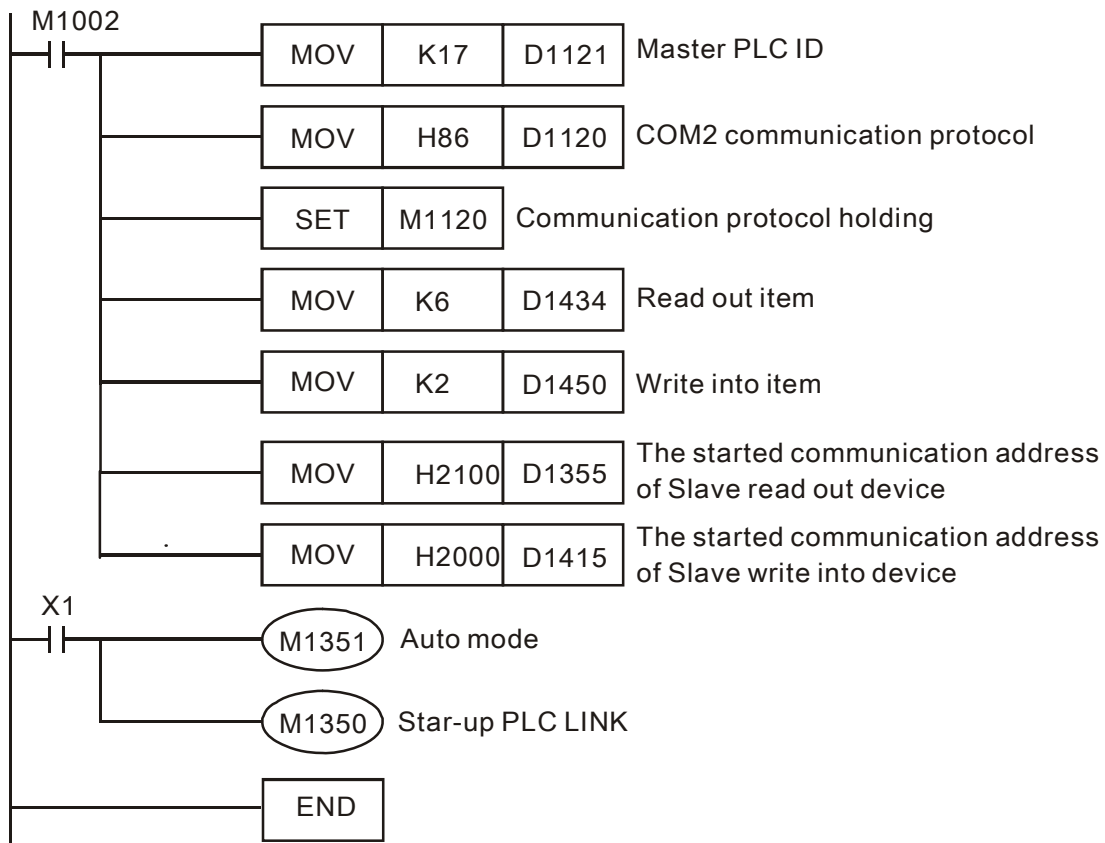 M1002
MOV K17 D1121 Master PLC ID
MOV H86 D1120 COM2 communication protocol
SET M1120 Communication protocol holding
MOV K6 D1434 Read out item
MOV K2 D1450 Write into item
MOV H2100 D1355 The started communication address
of Slave read out device
MOV H2000 D1415 The started communication address
of Slave write into device
X1
M1351 Auto mode
M1350 Star-up PLC LINK
END